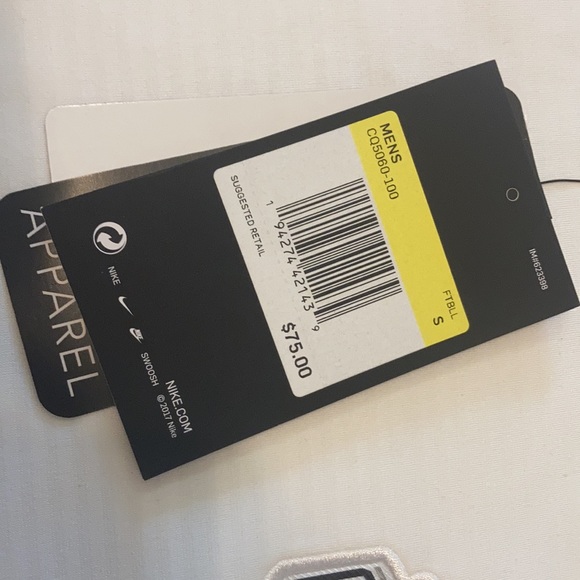 MENS
CQ5060-100
FTBLL
S
1 94274 42143 9
SUGGESTED RETAIL
$75.00
IM#623398
NIKE
SWOOSH
NIKE.COM
© 2017 Nike
APPAREL